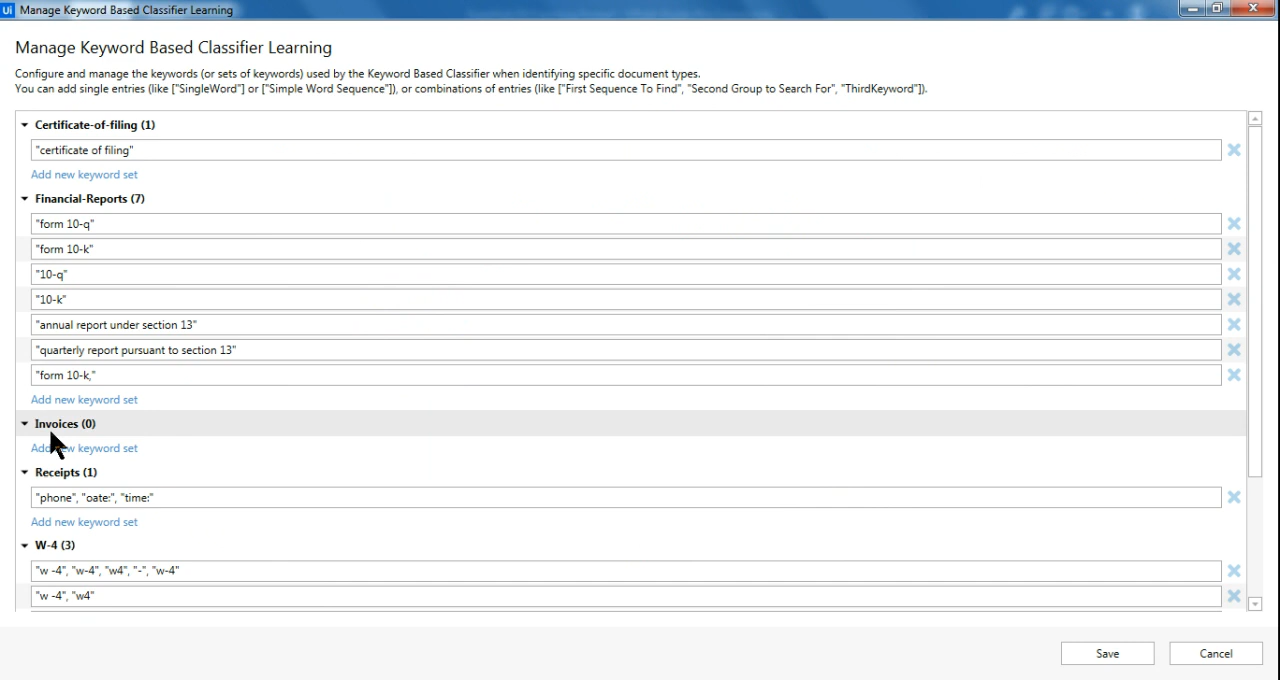 Ui Manage Keyword Based Classifier Learning
Manage Keyword Based Classifier Learning
Configure and manage the keywords (or sets of keywords) used by the Keyword Based Classifier when identifying specific document types.
You can add single entries (like ["SingleWord"] or ["Simple Word Sequence"]), or combinations of entries (like ["First Sequence To Find", "Second Group to Search For", "ThirdKeyword"]).
Certificate-of-filing (1)
"certificate of filing"
Add new keyword set
Financial-Reports (7)
"form 10-q"
"form 10-k"
"10-q"
"10-k"
"annual report under section 13"
"quarterly report pursuant to section 13"
"form 10-k,"
Add new keyword set
Invoices (0)
Add new keyword set
Receipts (1)
"phone", "oate:", "time:"
Add new keyword set
W-4 (3)
"w -4", "w-4", "w4", "-", "w-4"
"w -4", "w4"
Save
Cancel